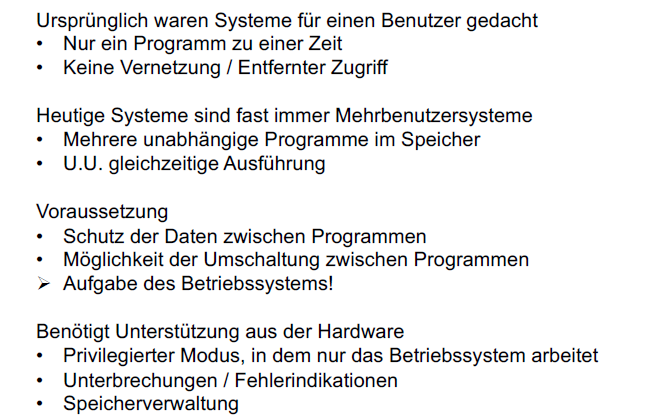 Ursprünglich waren Systeme für einen Benutzer gedacht
• Nur ein Programm zu einer Zeit
• Keine Vernetzung / Entfernter Zugriff
Heutige Systeme sind fast immer Mehrbenutzersysteme
• Mehrere unabhängige Programme im Speicher
• U.U. gleichzeitige Ausführung
Voraussetzung
• Schutz der Daten zwischen Programmen
• Möglichkeit der Umschaltung zwischen Programmen
➢ Aufgabe des Betriebssystems!
Benötigt Unterstützung aus der Hardware
• Privilegierter Modus, in dem nur das Betriebssystem arbeitet
• Unterbrechungen / Fehlerindikationen
• Speicherverwaltung